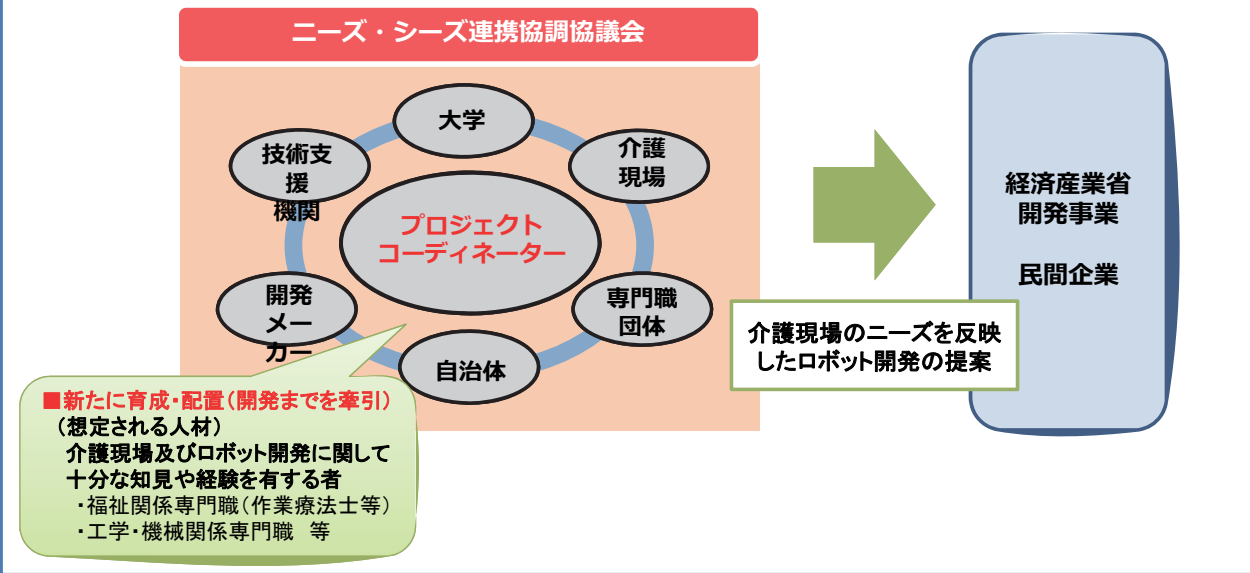 ニーズ・シーズ連携協調協議会
大学
技術支
援
機関
介護
現場
プロジェクト
コーディネーター
開発
メー
カー
専門職
団体
自治体
■新たに育成・配置（開発までを牽引）
（想定される人材）
介護現場及びロボット開発に関して
十分な知見や経験を有する者
・福祉関係専門職（作業療法士等）
・工学・機械関係専門職　等
介護現場のニーズを反映
したロボット開発の提案
経済産業省
開発事業
民間企業